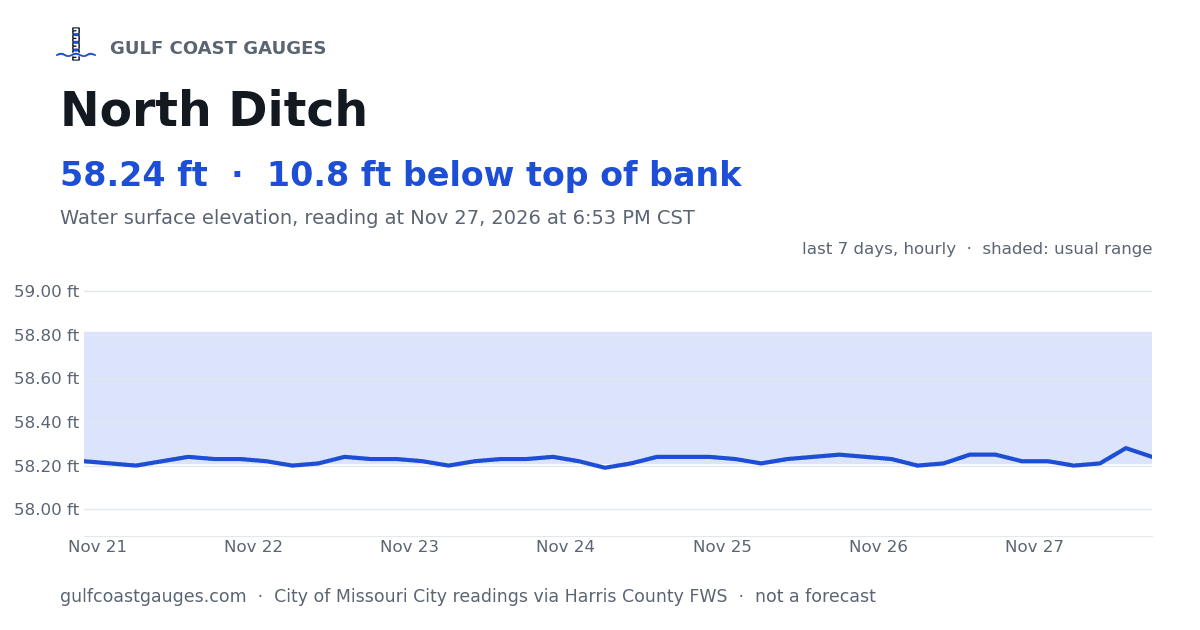 GULF COAST GAUGES
North Ditch
58.24 ft · 10.8 ft below top of bank
Water surface elevation, reading at Nov 27, 2026 at 6:53 PM CST
last 7 days, hourly · shaded: usual range
59.00 ft
58.80 ft
58.60 ft
58.40 ft
58.20 ft
58.00 ft
Nov 21 Nov 22 Nov 23 Nov 24 Nov 25 Nov 26 Nov 27
gulfcoastgauges.com · City of Missouri City readings via Harris County FWS · not a forecast